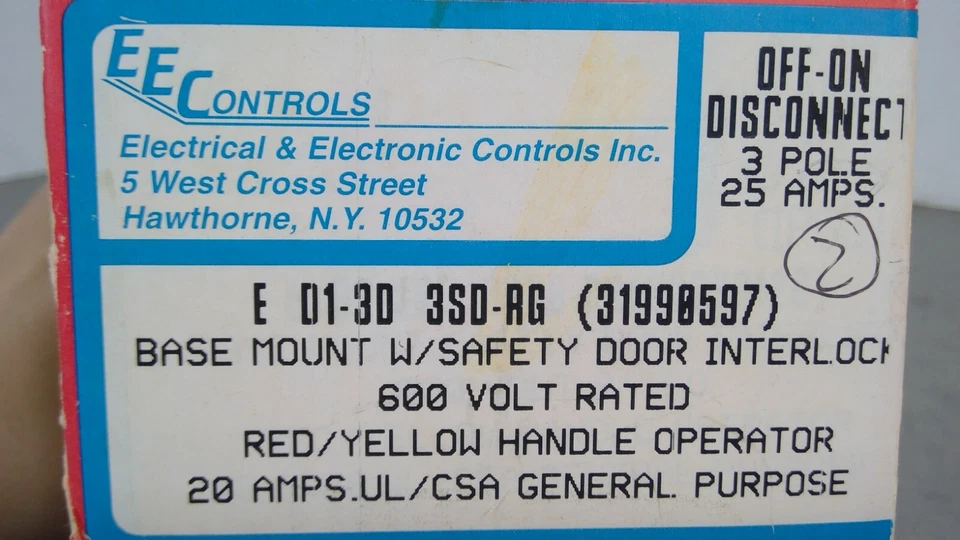 EEControls
Electrical & Electronic Controls Inc.
5 West Cross Street
Hawthorne, N.Y. 10532
OFF-ON
DISCONNECT
3 POLE
25 AMPS.
2
E D1-3D 3SD-RG (31990597)
BASE MOUNT W/SAFETY DOOR INTERLOCK
600 VOLT RATED
RED/YELLOW HANDLE OPERATOR
20 AMPS.UL/CSA GENERAL PURPOSE